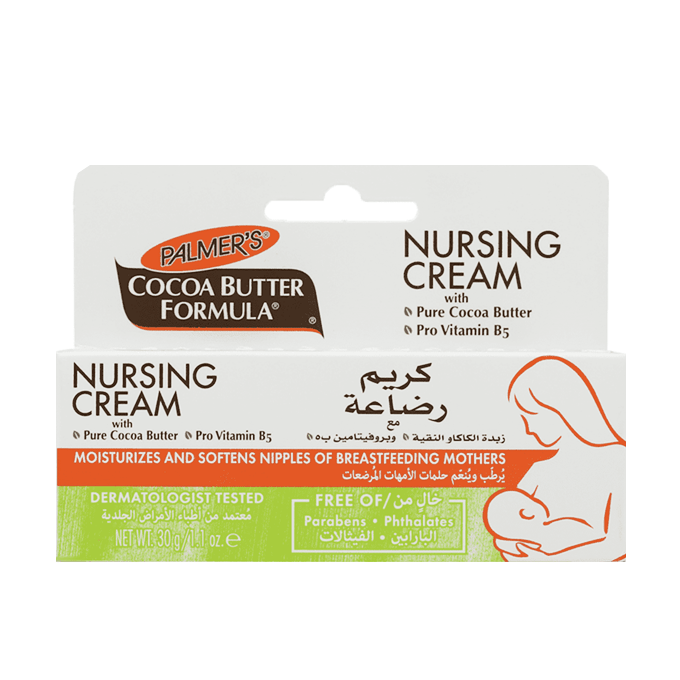 PALMER'S®
COCOA BUTTER
FORMULA®
®
NURSING
CREAM
with
Pure Cocoa Butter
Pro Vitamin B5
NURSING
CREAM
with
Pure Cocoa Butter Pro Vitamin B5
كريم
رضاعة
مع
زبدة الكاكاو النقية وبروفيتامين ب٥
MOISTURIZES AND SOFTENS NIPPLES OF BREASTFEEDING MOTHERS
يُرطّب ويُنعّم حلمات الأمهات المُرضعات
DERMATOLOGIST TESTED
مُعتمد من أطباء الأمراض الجلدية
NET WT. 30 g/1.1 oz. e
FREE OF/خالٍ من
Parabens • Phthalates
البارابين • الفيثالات